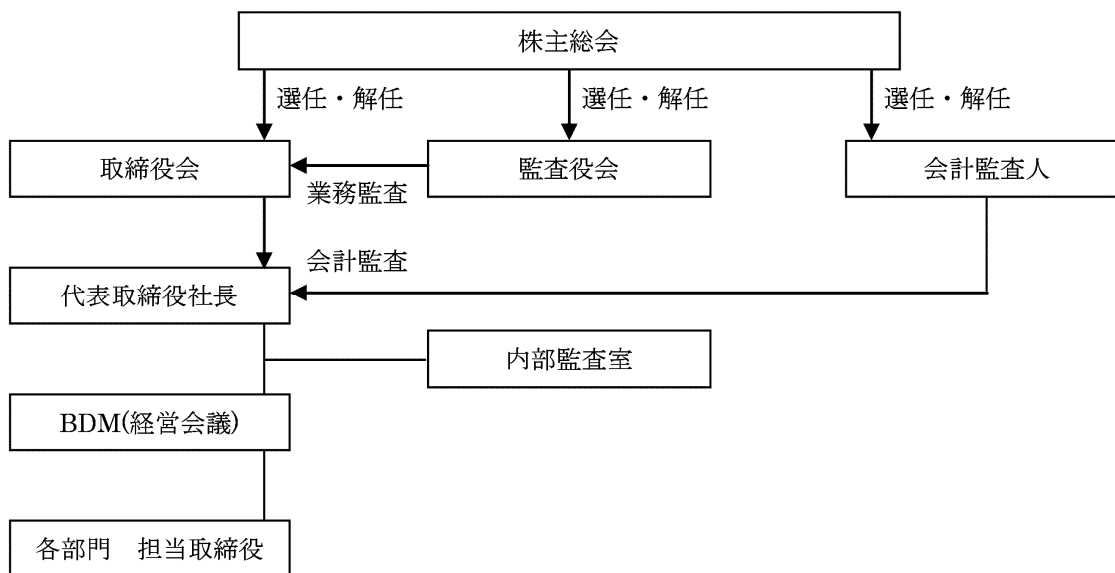 株主総会
選任・解任
選任・解任
選任・解任
取締役会
監査役会
会計監査人
業務監査
会計監査
代表取締役社長
内部監査室
BDM(経営会議)
各部門　担当取締役